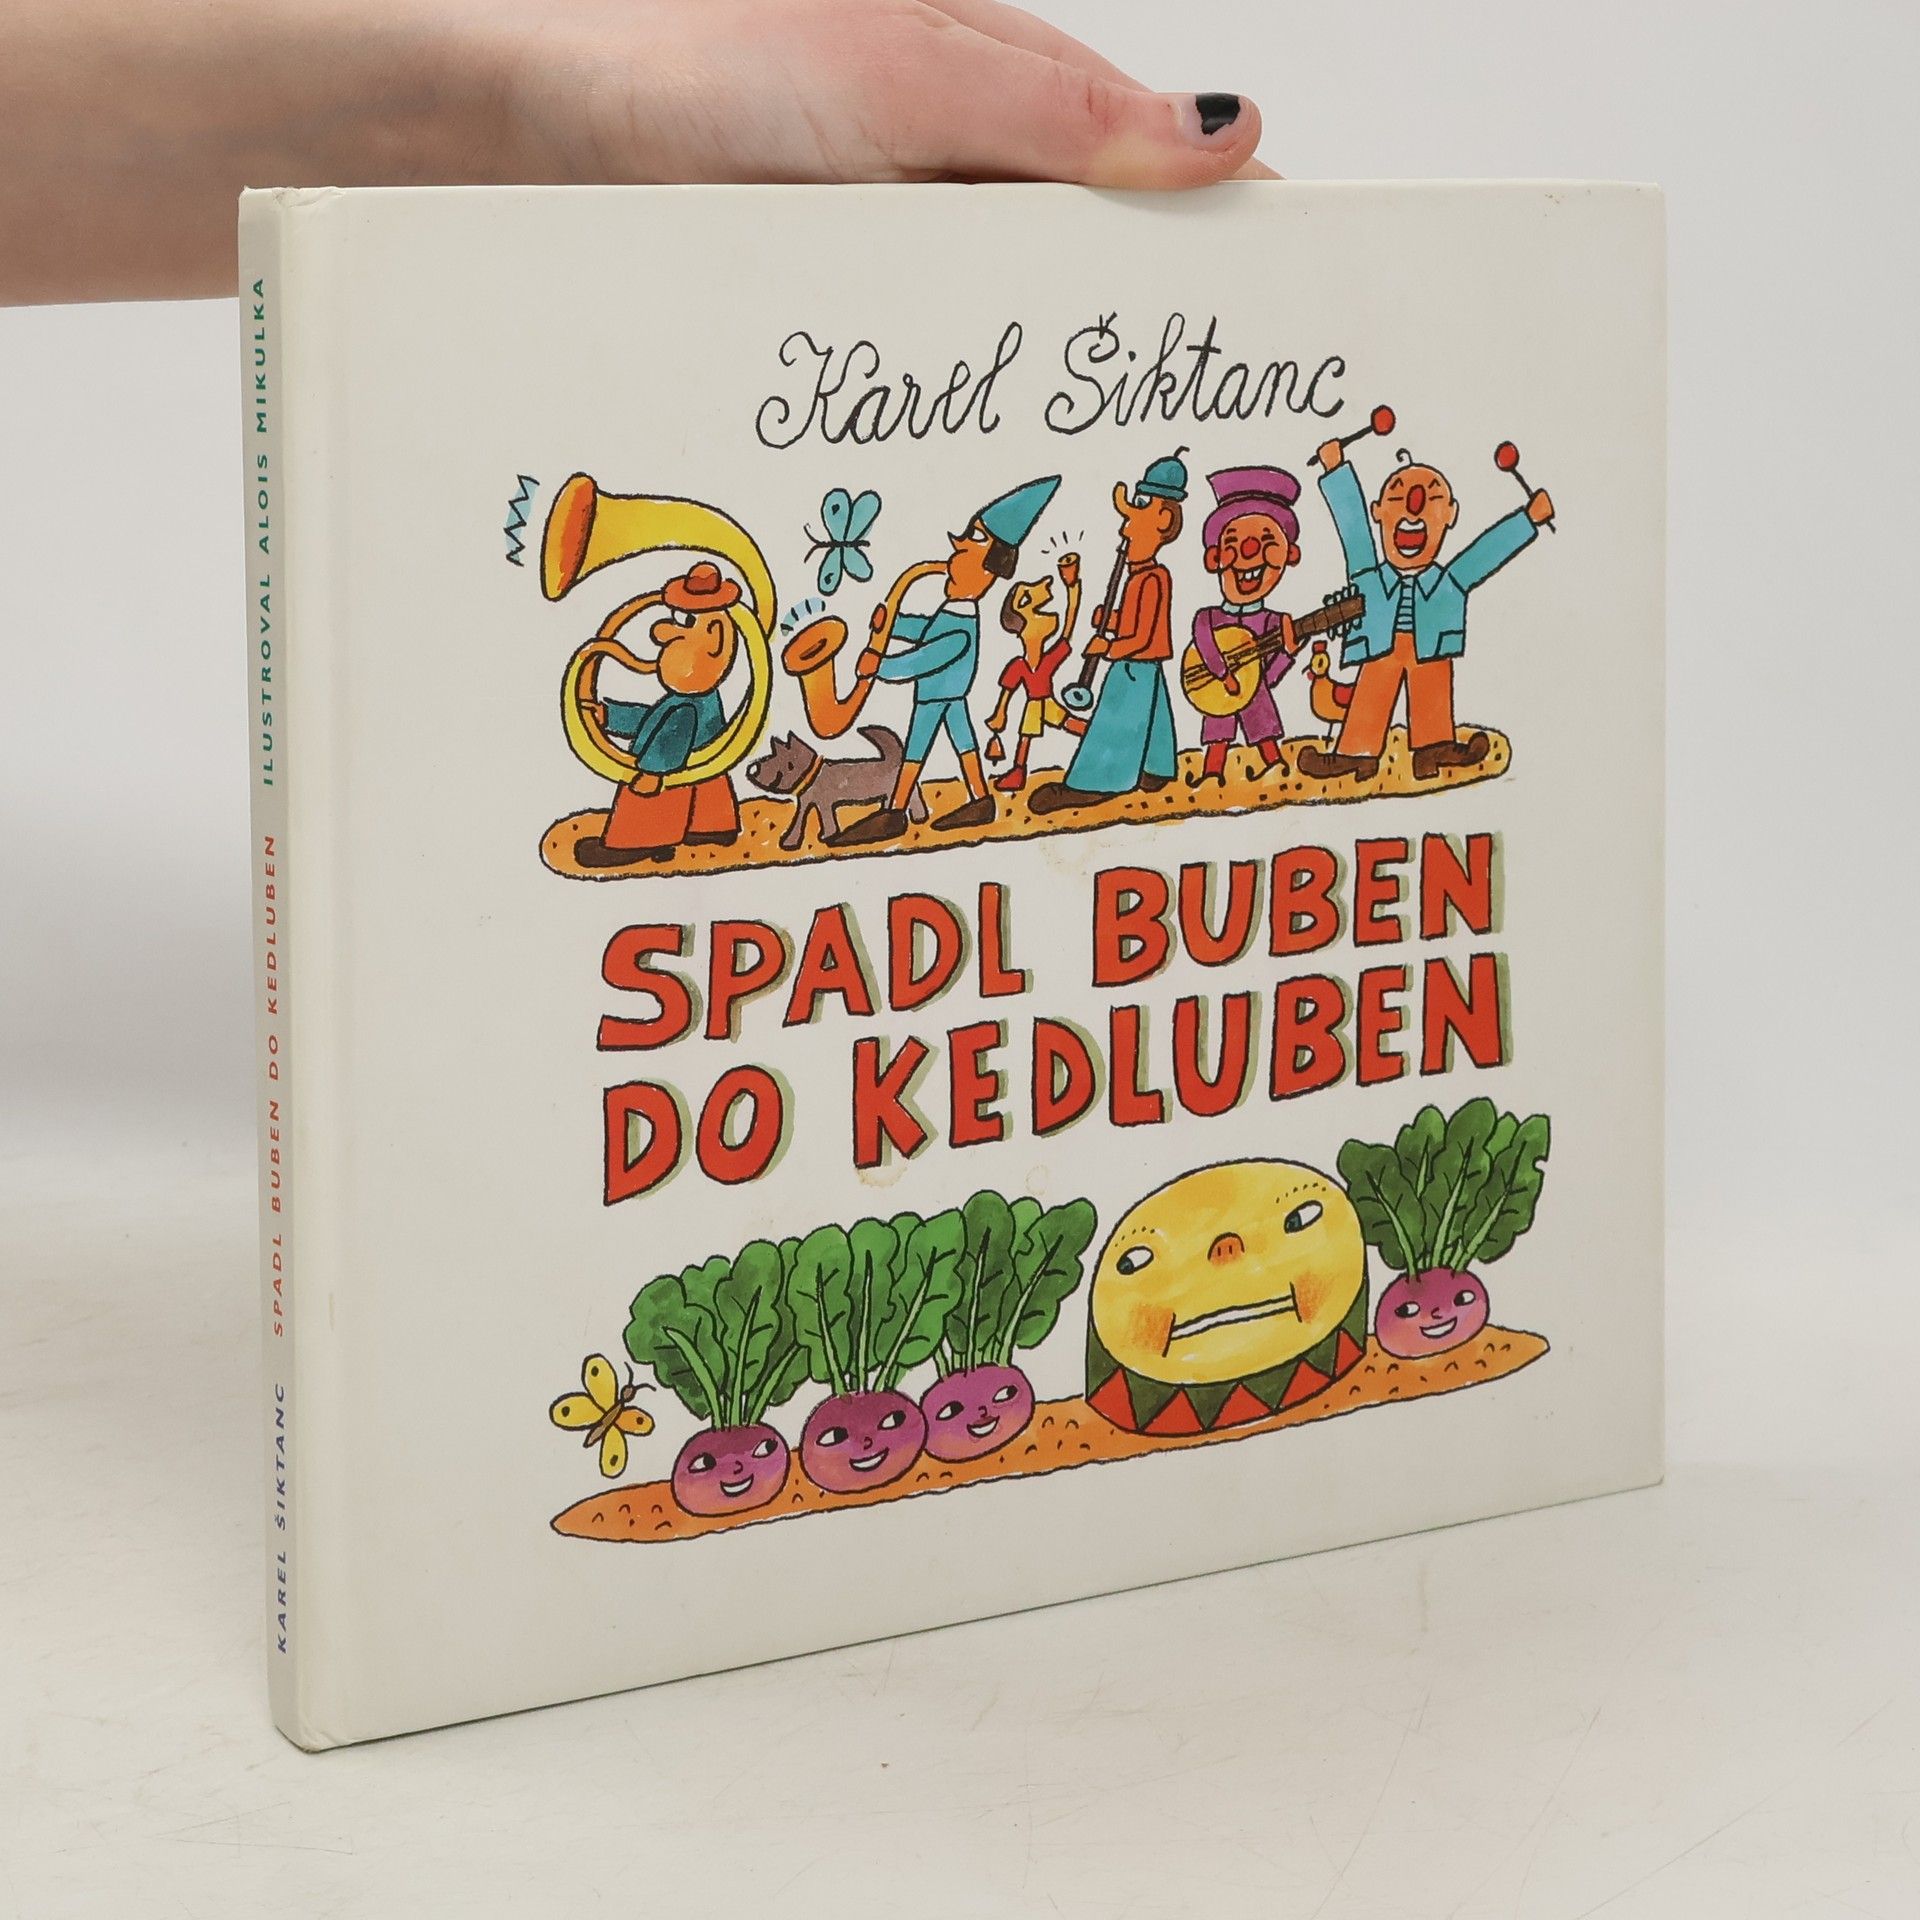 Karel Šiktanc
SPADL BUBEN
DO KEDLUBEN
KAREL ŠIKTANC SPADL BUBEN DO KEDLUBEN ILUSTROVAL ALOIS MIKULKA